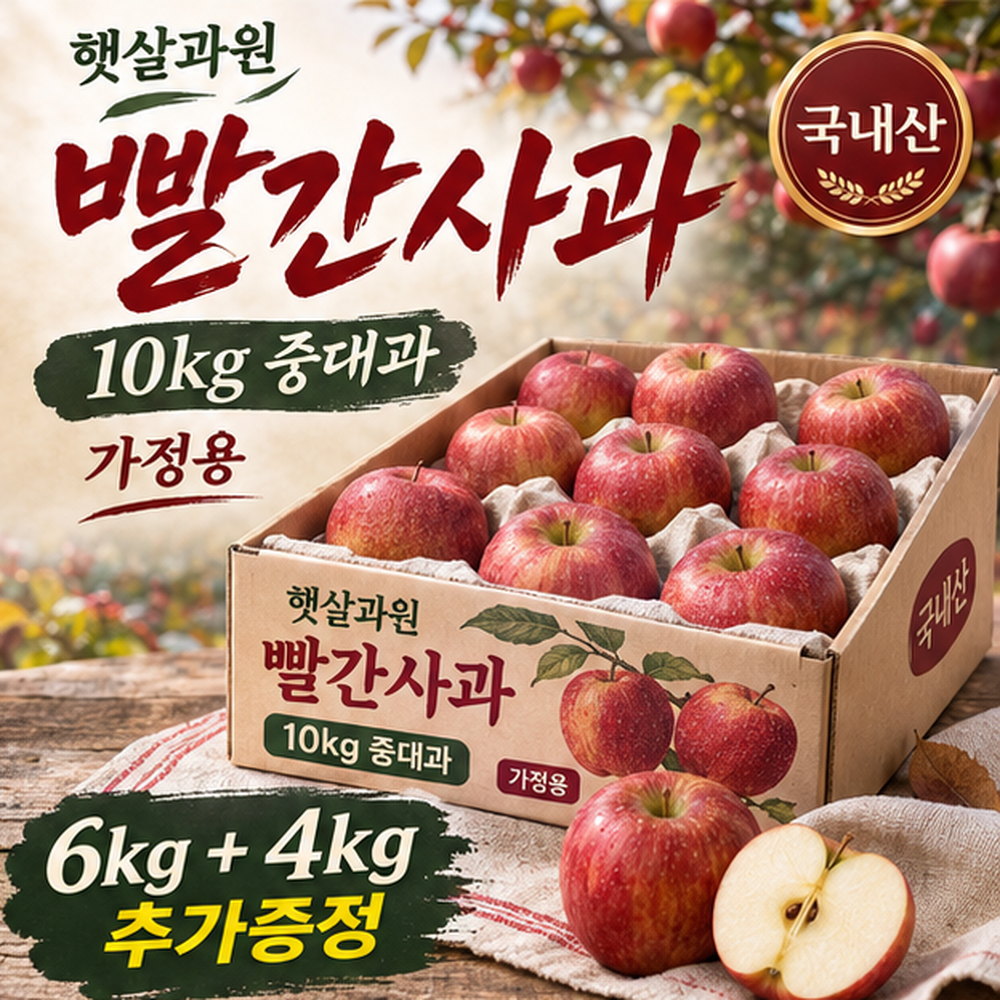 햇살과원
빨간사과
국내산
10kg 중대과
가정용
햇살과원
빨간사과
10kg 중대과
가정용
국내산
6kg + 4kg
추가증정